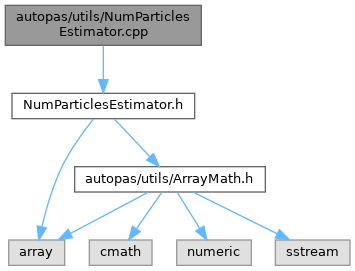 autopas/utils/NumParticles
Estimator.cpp
NumParticlesEstimator.h
autopas/utils/ArrayMath.h
array
cmath
numeric
sstream